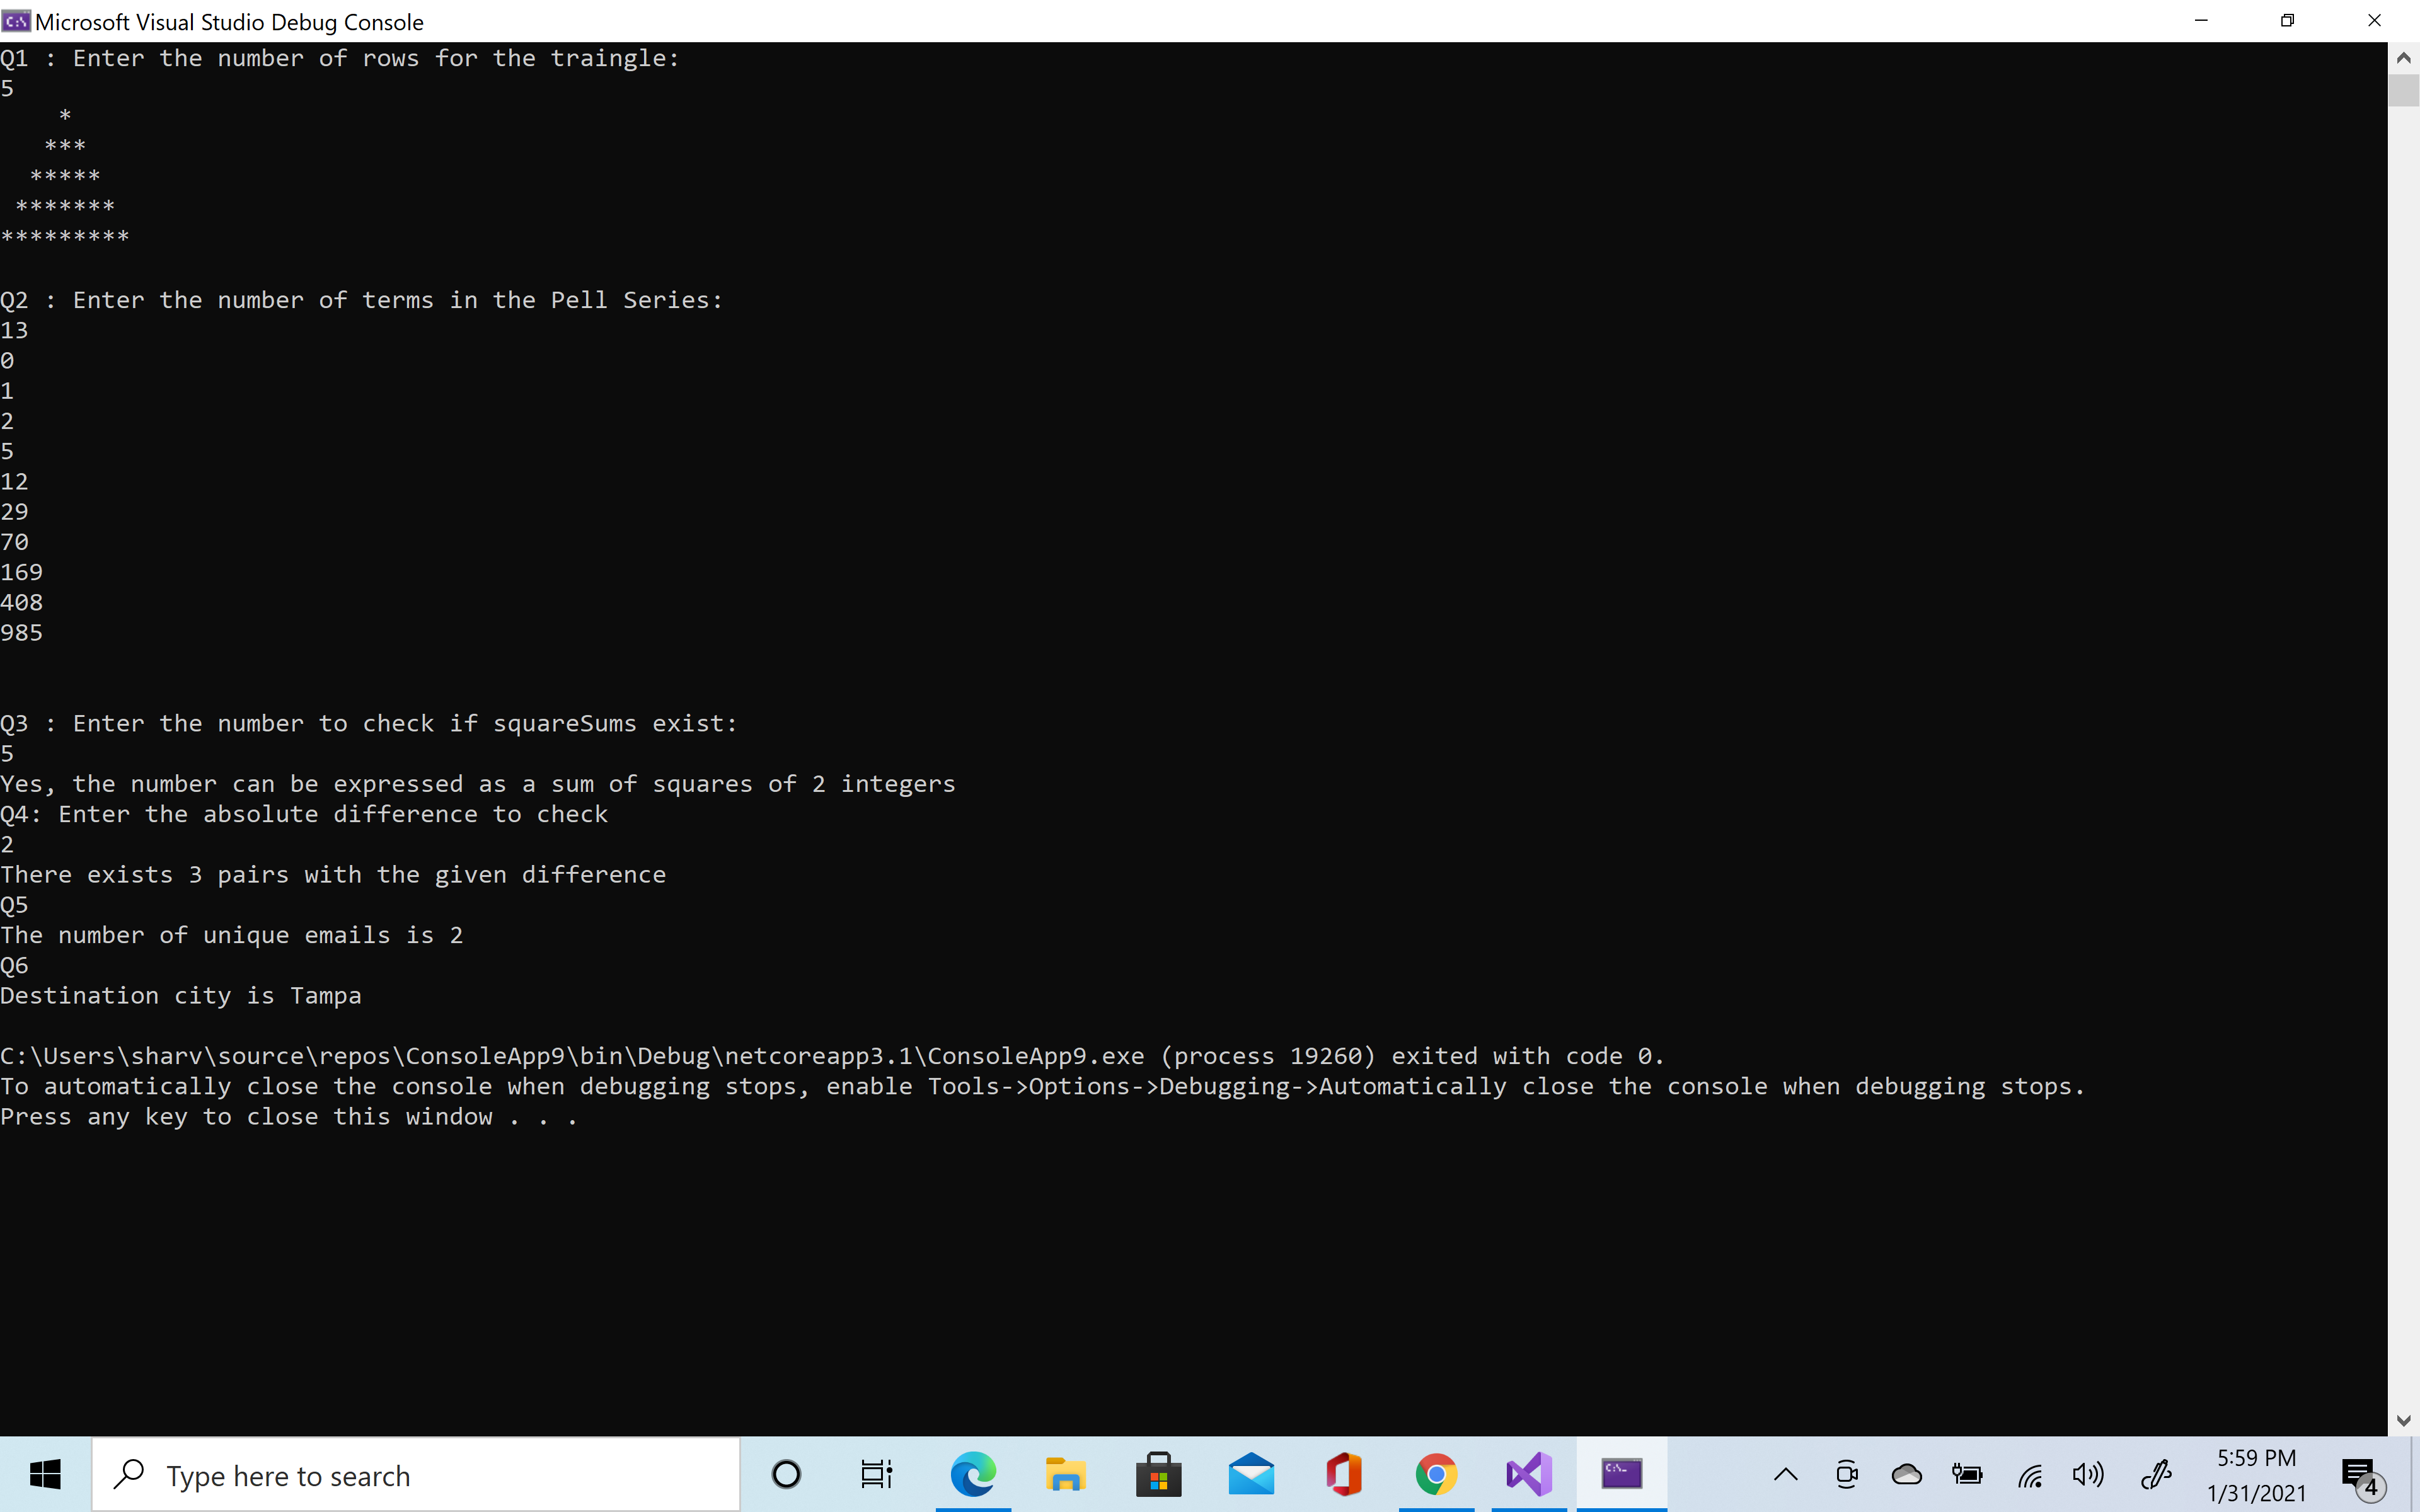 Microsoft Visual Studio Debug Console
Q1 : Enter the number of rows for the traingle:
5
*
***
*****
*******
*********
Q2 : Enter the number of terms in the Pell Series:
13
0
1
2
5
12
29
70
169
408
985
Q3 : Enter the number to check if squareSums exist:
5
Yes, the number can be expressed as a sum of squares of 2 integers
Q4: Enter the absolute difference to check
2
There exists 3 pairs with the given difference
Q5
The number of unique emails is 2
Q6
Destination city is Tampa
C:\Users\sharv\source\repos\ConsoleApp9\bin\Debug\netcoreapp3.1\ConsoleApp9.exe (process 19260) exited with code 0.
To automatically close the console when debugging stops, enable Tools->Options->Debugging->Automatically close the console when debugging stops.
Press any key to close this window . . .
Type here to search
5:59 PM
1/31/2021
4